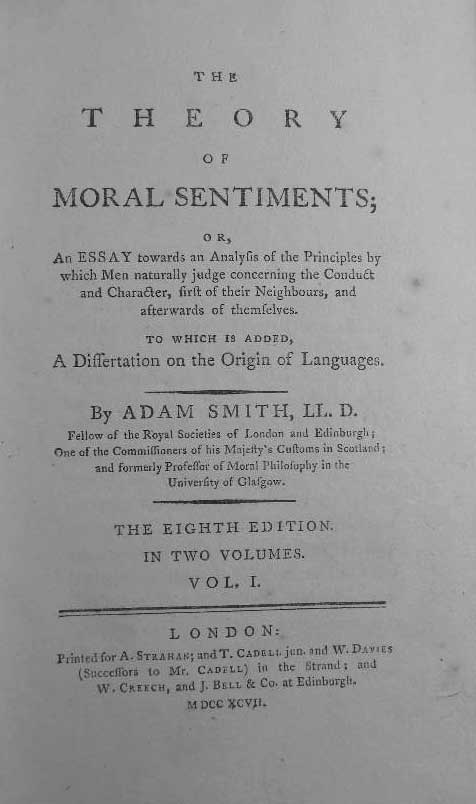 THE
THEORY
OF
MORAL SENTIMENTS;
OR,
An ESSAY towards an Analyſis of the Principles by
which Men naturally judge concerning the Conduct
and Character, firſt of their Neighbours, and
afterwards of themſelves.
TO WHICH IS ADDED,
A Diſſertation on the Origin of Languages.
By ADAM SMITH, LL. D.
Fellow of the Royal Societies of London and Edinburgh;
One of the Commiſſioners of his Majeſty's Cuſtoms in Scotland;
and formerly Profeſſor of Moral Philoſophy in the
Univerſity of Glaſgow.
THE EIGHTH EDITION.
IN TWO VOLUMES.
VOL. I.
LONDON:
Printed for A. STRAHAN; and T. CADELL jun. and W. DAVIES
(Succeſſors to Mr. CADELL) in the Strand; and
W. CREECH, and J. BELL & Co. at Edinburgh.
MDCCXCVII.